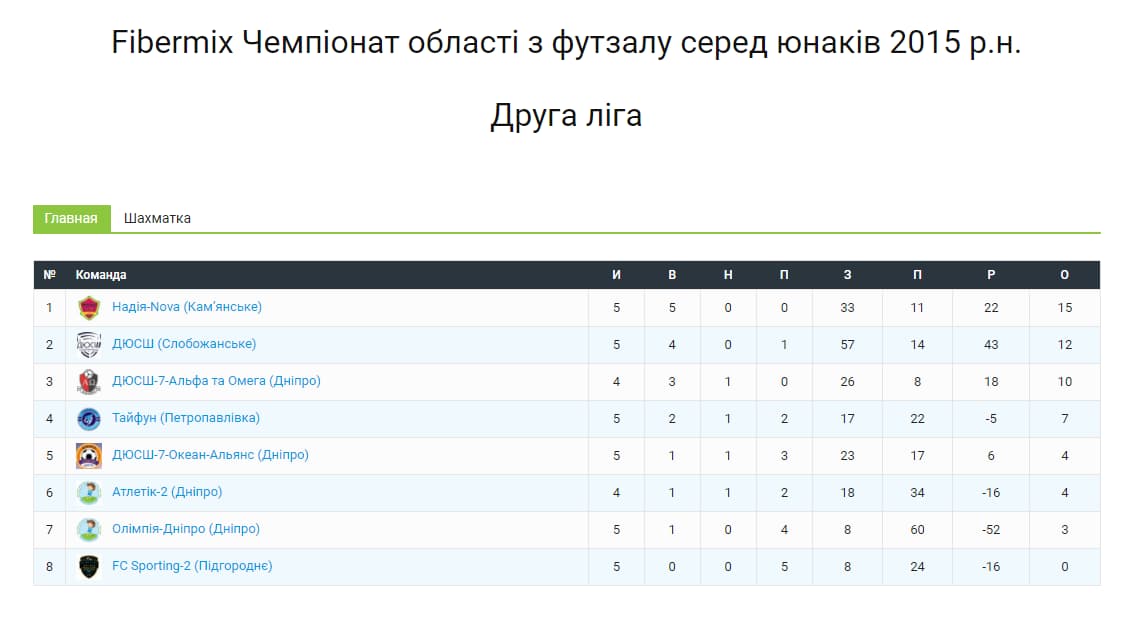 Fibermix Чемпіонат області з футзалу серед юнаків 2015 р.н.
Друга ліга
Главная Шахматка
№ Команда И В Н П З П Р О
1 Надія-Nova (Кам'янське) 5 5 0 0 33 11 22 15
2 ДЮСШ (Слобожанське) 5 4 0 1 57 14 43 12
3 ДЮСШ-7-Альфа та Омега (Дніпро) 4 3 1 0 26 8 18 10
4 Тайфун (Петропавлівка) 5 2 1 2 17 22 -5 7
5 ДЮСШ-7-Океан-Альянс (Дніпро) 5 1 1 3 23 17 6 4
6 Атлетік-2 (Дніпро) 4 1 1 2 18 34 -16 4
7 Олімпія-Дніпро (Дніпро) 5 1 0 4 8 60 -52 3
8 FC Sporting-2 (Підгороднє) 5 0 0 5 8 24 -16 0